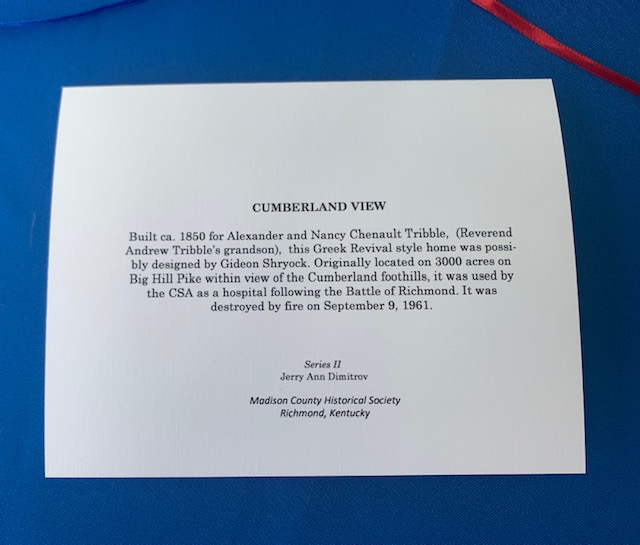 CUMBERLAND VIEW
Built ca. 1850 for Alexander and Nancy Chenault Tribble, (Reverend
Andrew Tribble's grandson), this Greek Revival style home was possi-
bly designed by Gideon Shryock. Originally located on 3000 acres on
Big Hill Pike within view of the Cumberland foothills, it was used by
the CSA as a hospital following the Battle of Richmond. It was
destroyed by fire on September 9, 1961.
Series II
Jerry Ann Dimitrov
Madison County Historical Society
Richmond, Kentucky